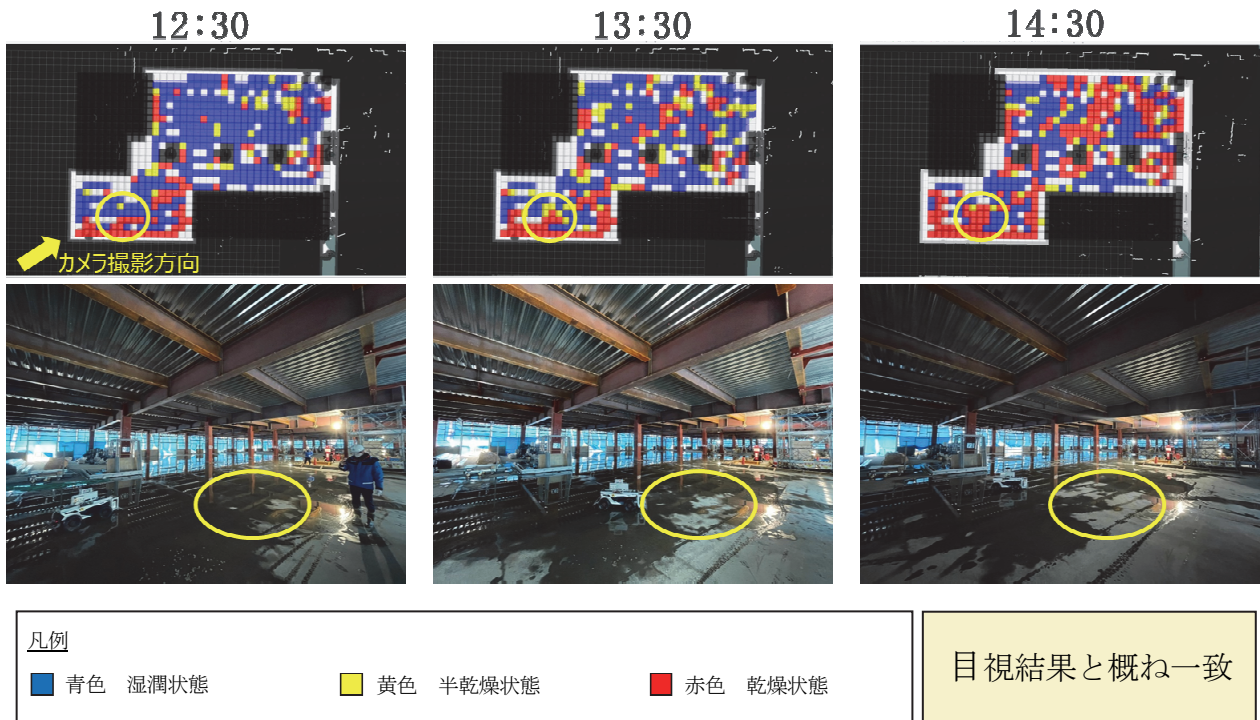 12:30
13:30
14:30
カメラ撮影方向
凡例
青色　湿潤状態
黄色　半乾燥状態
赤色　乾燥状態
目視結果と概ね一致